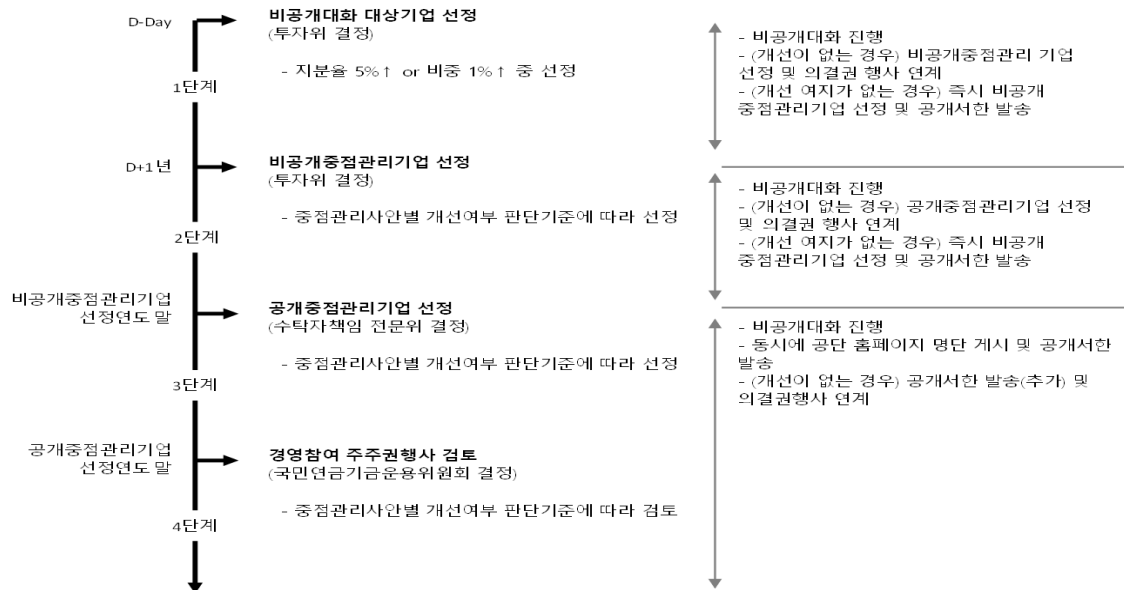 D-Day
비공개대화 대상기업 선정
(투자위 결정)
- 지분율 5%↑ or 비중 1%↑ 중 선정
1단계
- 비공개대화 진행
- (개선이 없는 경우) 비공개중점관리 기업
선정 및 의결권 행사 연계
- (개선 여지가 없는 경우) 즉시 비공개
중점관리기업 선정 및 공개서한 발송
D+1년
비공개중점관리기업 선정
(투자위 결정)
- 중점관리사안별 개선여부 판단기준에 따라 선정
2단계
- 비공개대화 진행
- (개선이 없는 경우) 공개중점관리기업 선정
및 의결권 행사 연계
- (개선 여지가 없는 경우) 즉시 비공개
중점관리기업 선정 및 공개서한 발송
비공개중점관리기업
선정연도 말
공개중점관리기업 선정
(수탁자책임 전문위 결정)
- 중점관리사안별 개선여부 판단기준에 따라 선정
3단계
- 비공개대화 진행
- 동시에 공단 홈페이지 명단 게시 및 공개서한
발송
- (개선이 없는 경우) 공개서한 발송(추가) 및
의결권행사 연계
공개중점관리기업
선정연도 말
경영참여 주주권행사 검토
(국민연금기금운용위원회 결정)
- 중점관리사안별 개선여부 판단기준에 따라 검토
4단계